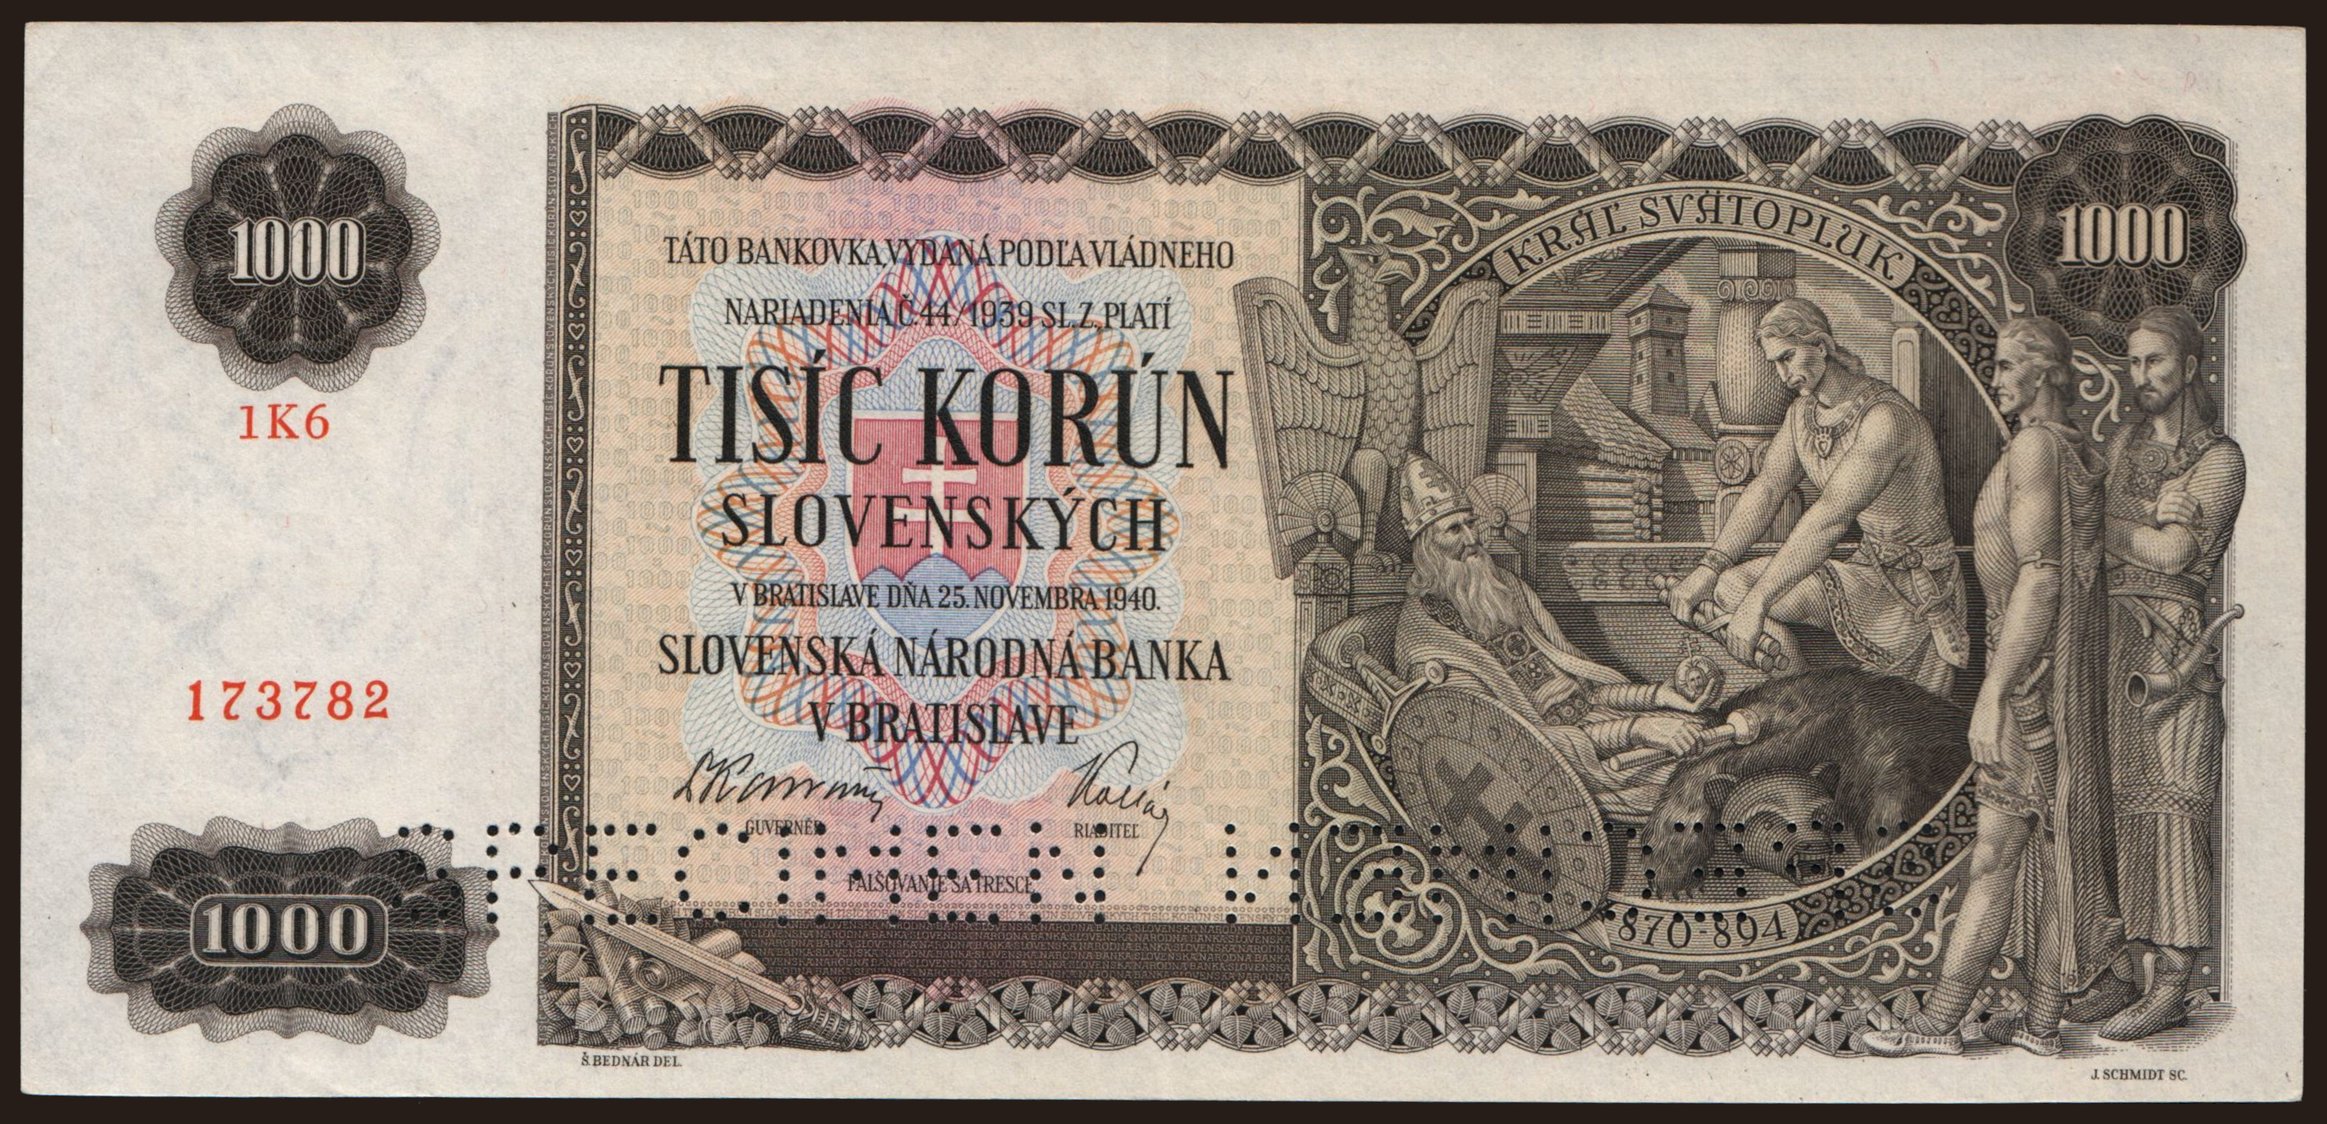 1000
1K6
173782
1000
TÁTO BANKOVKA, VYDANÁ PODĽA VLÁDNEHO
NARIADENIA Č. 44/1939 SL. Z., PLATÍ
TISÍC KORÚN
SLOVENSKÝCH
V BRATISLAVE DŇA 25. NOVEMBRA 1940.
SLOVENSKÁ NÁRODNÁ BANKA
V BRATISLAVE
GUVERNÉR
RIADITEĽ
FALŠOVANIE SA TRESCE
KRÁĽ SVÄTOPLUK
1000
870-894
SPECIMEN
Š. BEDNÁR DEL.
J. SCHMIDT SC.